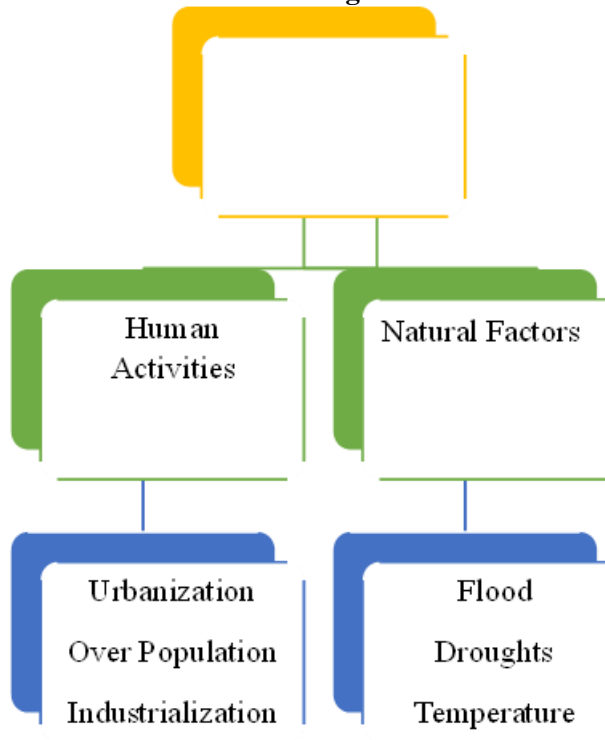 Human
Activities
Natural Factors
Urbanization
Over Population
Industrialization
Flood
Droughts
Temperature